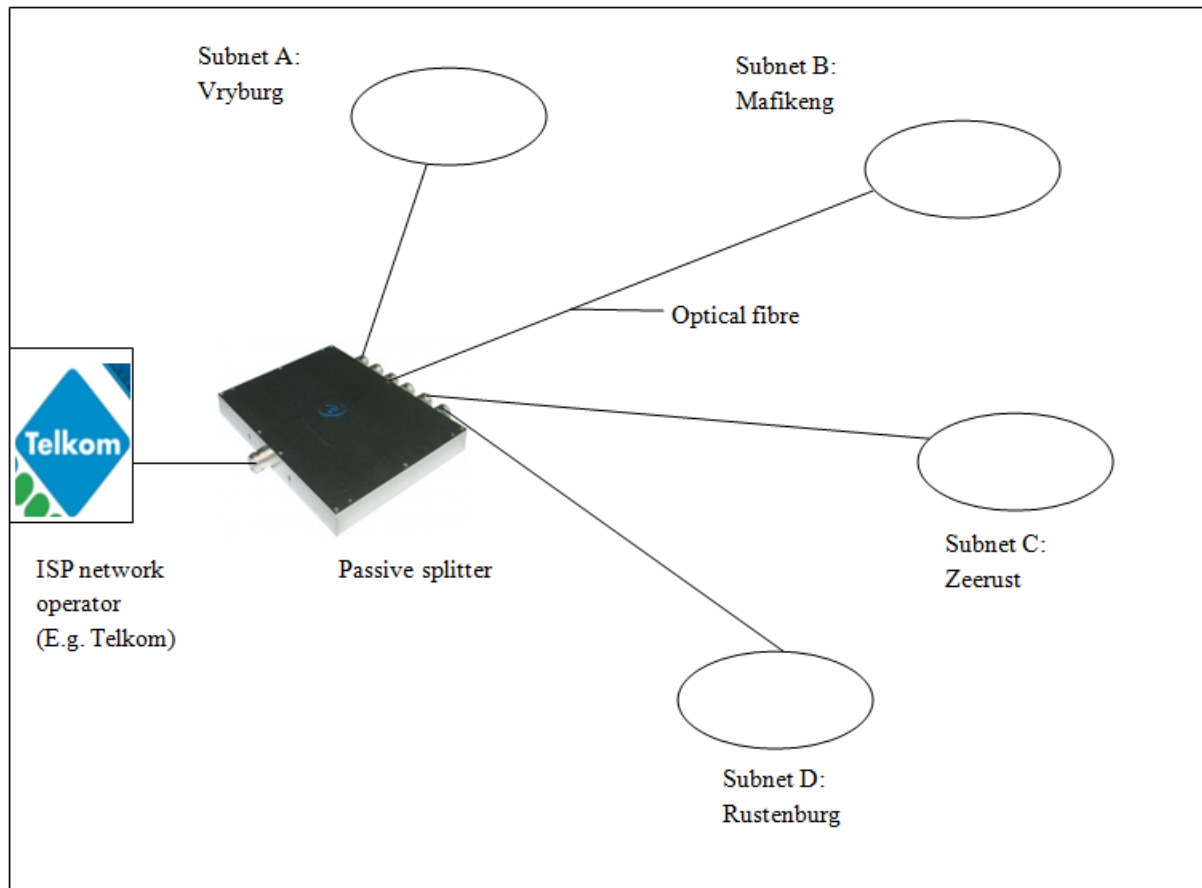 Subnet A:
Vryburg
Subnet B:
Mafikeng
Optical fibre
Telkom
ISP network
operator
(E.g. Telkom)
Passive splitter
Subnet C:
Zeerust
Subnet D:
Rustenburg